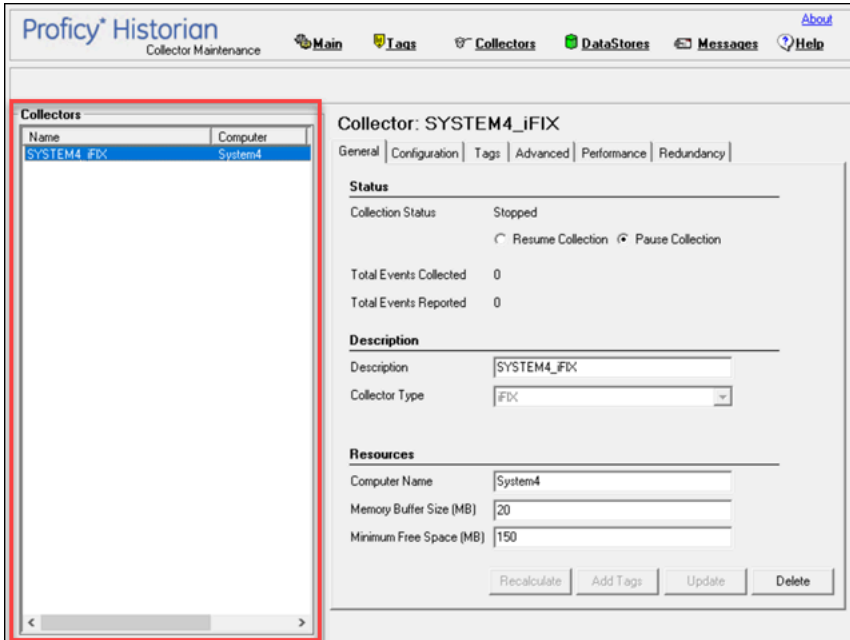 Proficy* Historian
Collector Maintenance
Main Tags Collectors DataStores Messages Help
About
Collectors
Name Computer
SYSTEM4_iFIX System4
Collector: SYSTEM4_iFIX
General Configuration Tags Advanced Performance Redundancy
Status
Collection Status Stopped
Resume Collection Pause Collection
Total Events Collected 0
Total Events Reported 0
Description
Description SYSTEM4_iFIX
Collector Type iFIX
Resources
Computer Name System4
Memory Buffer Size (MB) 20
Minimum Free Space (MB) 150
Recalculate Add Tags Update Delete